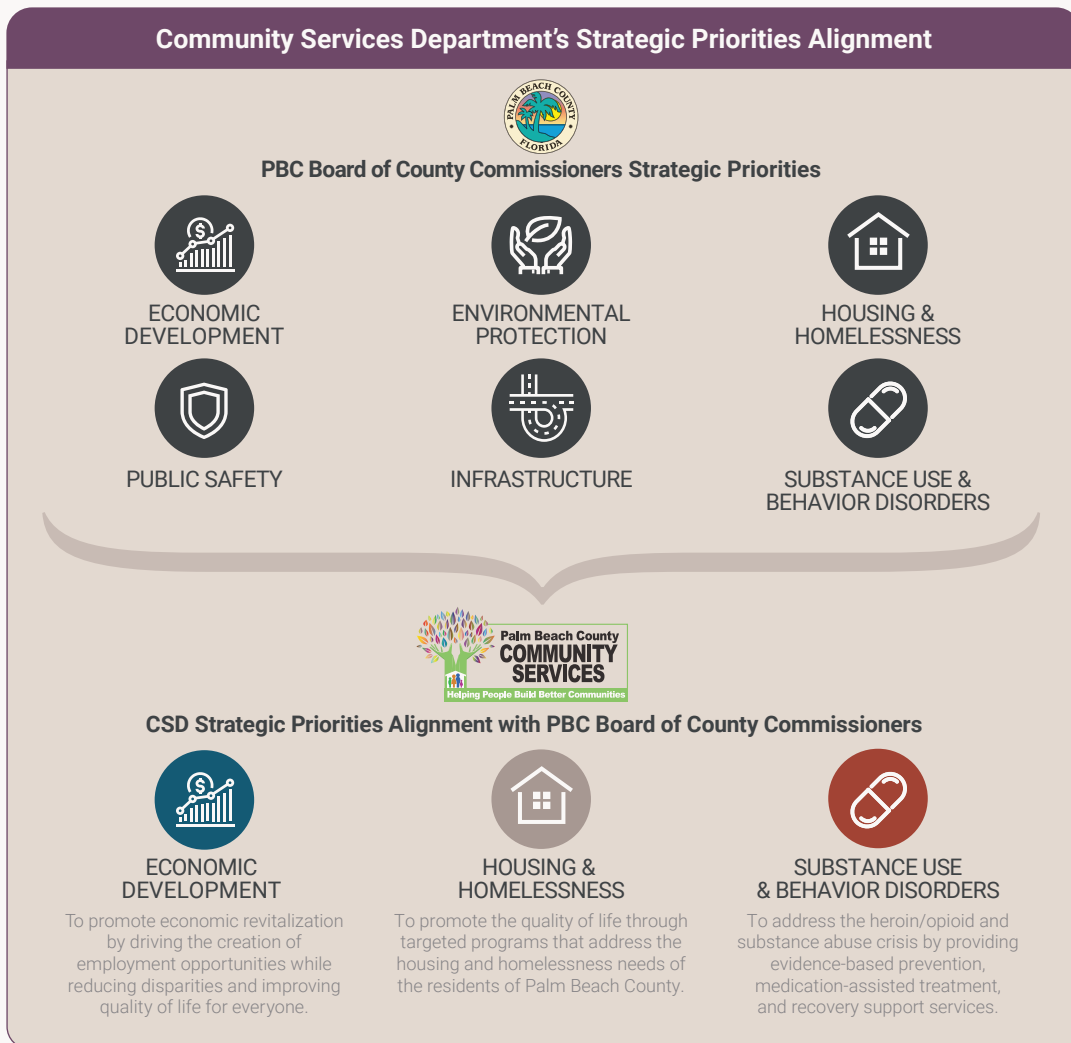 Community Services Department's Strategic Priorities Alignment
PALM BEACH COUNTY
FLORIDA
PBC Board of County Commissioners Strategic Priorities
ECONOMIC
DEVELOPMENT
ENVIRONMENTAL
PROTECTION
HOUSING &
HOMELESSNESS
PUBLIC SAFETY
INFRASTRUCTURE
SUBSTANCE USE &
BEHAVIOR DISORDERS
Palm Beach County
COMMUNITY
SERVICES
Helping People Build Better Communities
CSD Strategic Priorities Alignment with PBC Board of County Commissioners
ECONOMIC
DEVELOPMENT
To promote economic revitalization
by driving the creation of
employment opportunities while
reducing disparities and improving
quality of life for everyone.
HOUSING &
HOMELESSNESS
To promote the quality of life through
targeted programs that address the
housing and homelessness needs of
the residents of Palm Beach County.
SUBSTANCE USE
& BEHAVIOR DISORDERS
To address the heroin/opioid and
substance abuse crisis by providing
evidence-based prevention,
medication-assisted treatment,
and recovery support services.